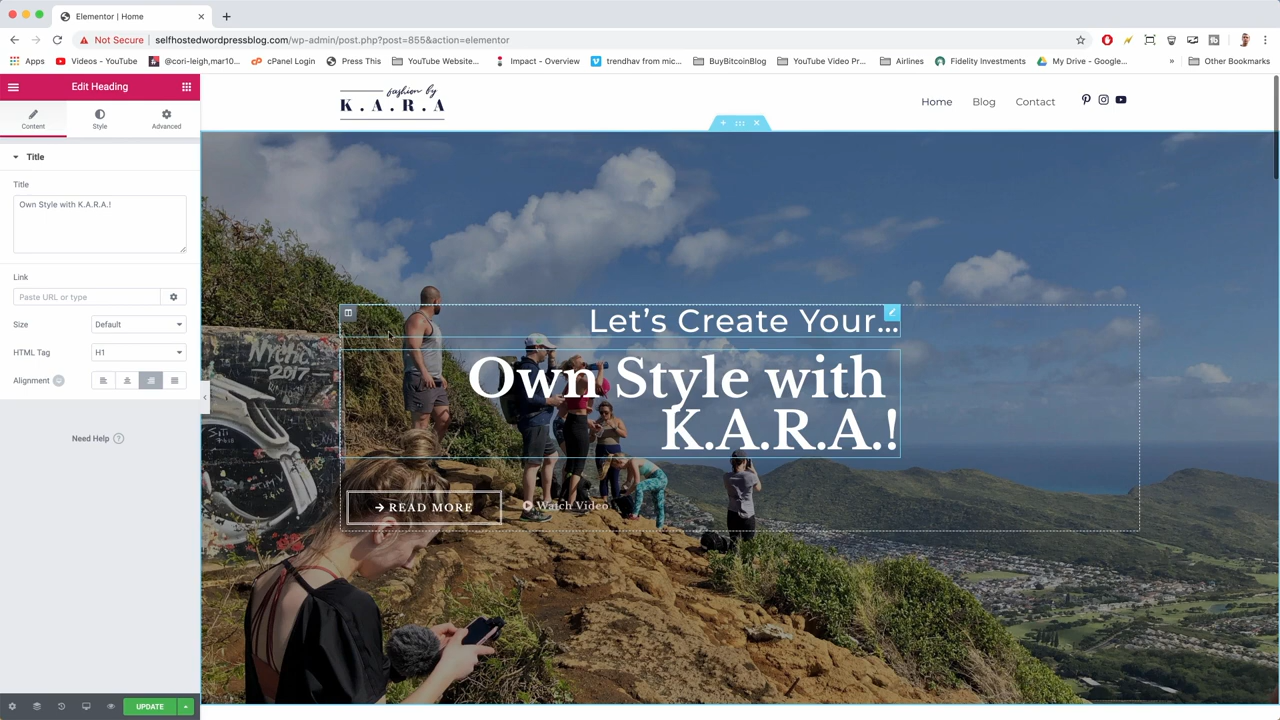 Elementor | Home
Not Secure
selfhostedwordpressblog.com/wp-admin/post.php?post=855&action=elementor
Apps
Videos - YouTube
@cori-leigh,mar10...
cPanel Login
Press This
YouTube Website...
Impact - Overview
trendhav from mic...
BuyBitcoinBlog
YouTube Video Pr...
Airlines
Fidelity Investments
My Drive - Google...
»
Other Bookmarks
Edit Heading
Content
Style
Advanced
Title
Title
Own Style with K.A.R.A.!
Link
Paste URL or type
Size
Default
HTML Tag
H1
Alignment
Need Help
UPDATE
fashion by
K.A.R.A
Home
Blog
Contact
Let's Create Your...
Own Style with
K.A.R.A.!
READ MORE
Watch Video
2017